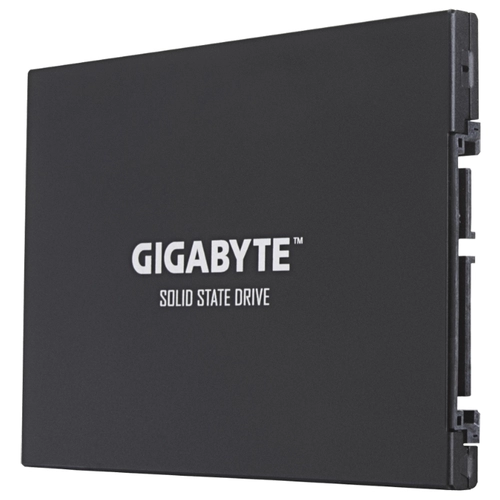 GIGABYTE™
SOLID STATE DRIVE